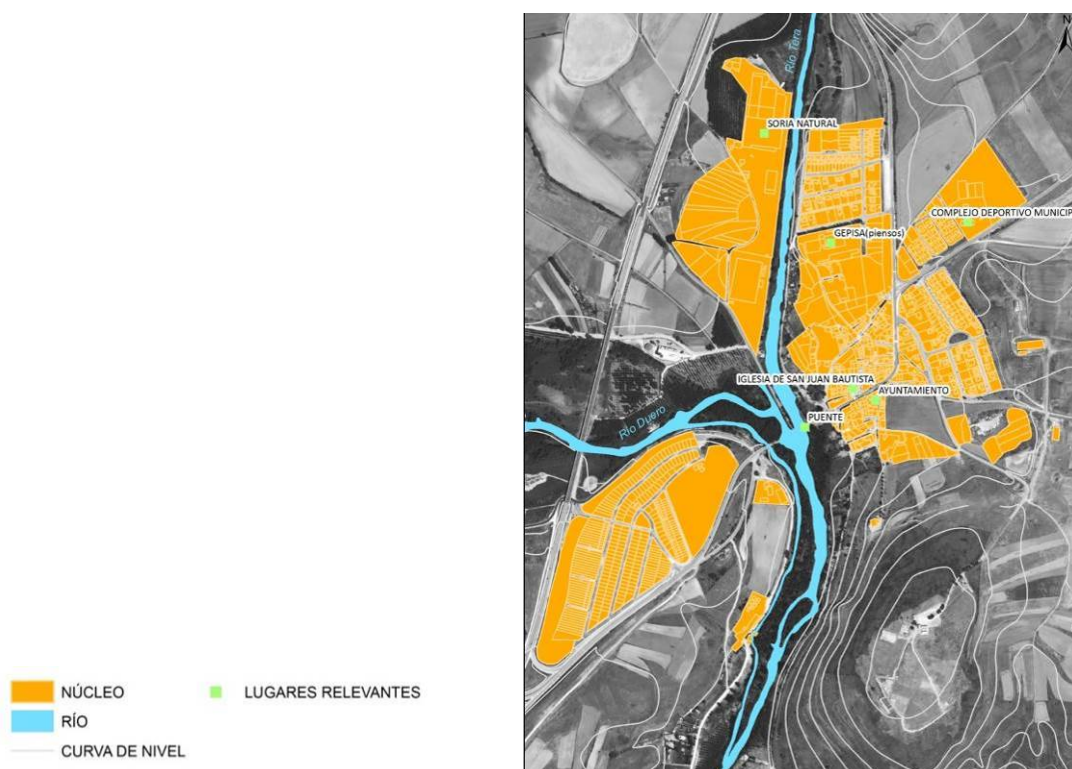 N
Río Tera
SORIA NATURAL
COMPLEJO DEPORTIVO MUNICIP
GEPISA(piensos)
IGLESIA DE SAN JUAN BAUTISTA
AYUNTAMIENTO
PUENTE
Río Duero
NÚCLEO
LUGARES RELEVANTES
RÍO
CURVA DE NIVEL